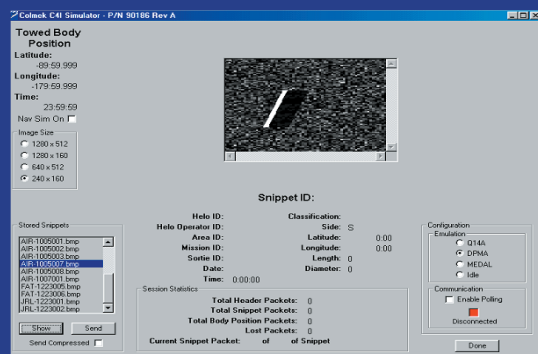 Colmek C4I Simulator - P/N 90186 Rev A
Towed Body
Position
Latitude:
-89:59.999
Longitude:
-179:59.999
Time:
23:59:59
Nav Sim On
Image Size
1280 x 512
1280 x 160
640 x 512
240 x 160
Snippet ID:
Helo ID:
Helo Operator ID:
Area ID:
Mission ID:
Sortie ID:
Date:
Time: 0:00:00
Classification:
Side: S
Latitude: 0:00
Longitude: 0:00
Length: 0
Diameter: 0
Stored Snippets
AIR-1005001.bmp
AIR-1005002.bmp
AIR-1005003.bmp
AIR-1005007.bmp
AIR-1005008.bmp
AIR-1007001.bmp
FAT-1223005.bmp
FAT-1223006.bmp
JRL-1223001.bmp
JRL-1223002.bmp
Show Send
Send Compressed
Session Statistics
Total Header Packets: 0
Total Snippet Packets: 0
Total Body Position Packets: 0
Lost Packets: 0
Current Snippet Packet: of of Snippet
Configuration
Emulation
Q14A
DPMA
MEDAL
Idle
Communication
Enable Polling
Disconnected
Done